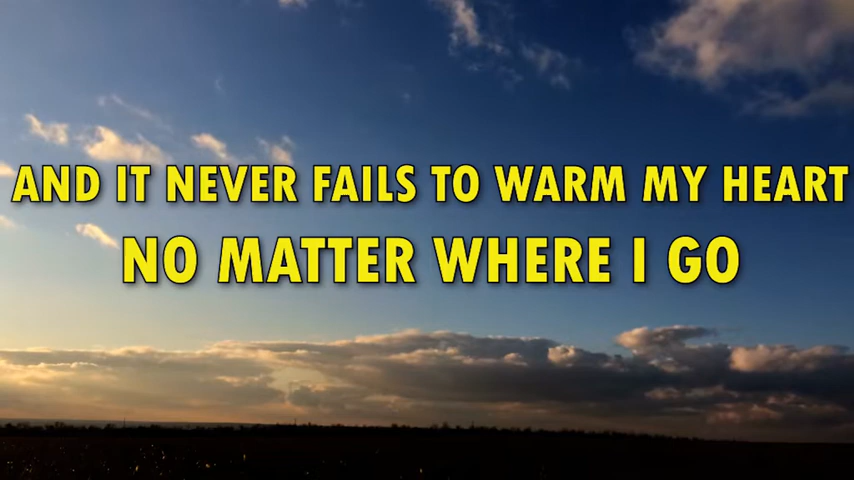 AND IT NEVER FAILS TO WARM MY HEART
NO MATTER WHERE I GO